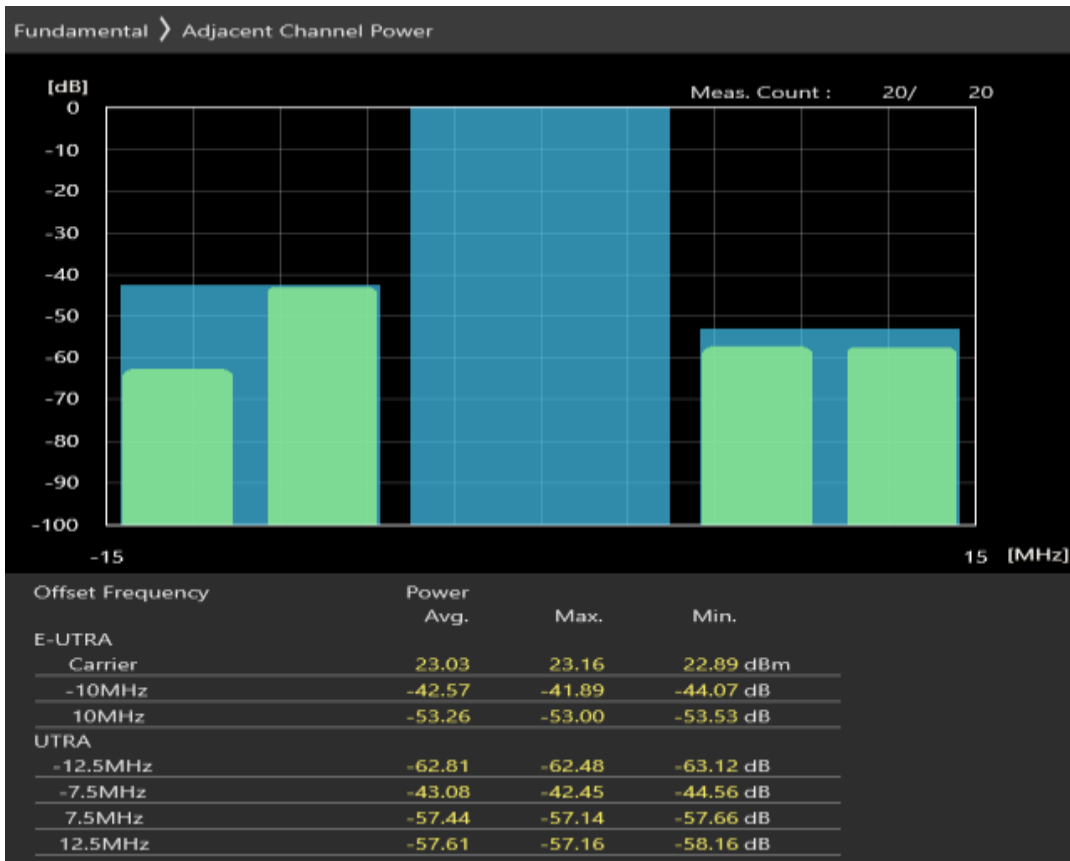 Fundamental ❯ Adjacent Channel Power
[dB]
Meas. Count : 20/ 20
0
-10
-20
-30
-40
-50
-60
-70
-80
-90
-100
-15 15 [MHz]
Offset Frequency Power
Avg. Max. Min.
E-UTRA
Carrier 23.03 23.16 22.89 dBm
-10MHz -42.57 -41.89 -44.07 dB
10MHz -53.26 -53.00 -53.53 dB
UTRA
-12.5MHz -62.81 -62.48 -63.12 dB
-7.5MHz -43.08 -42.45 -44.56 dB
7.5MHz -57.44 -57.14 -57.66 dB
12.5MHz -57.61 -57.16 -58.16 dB